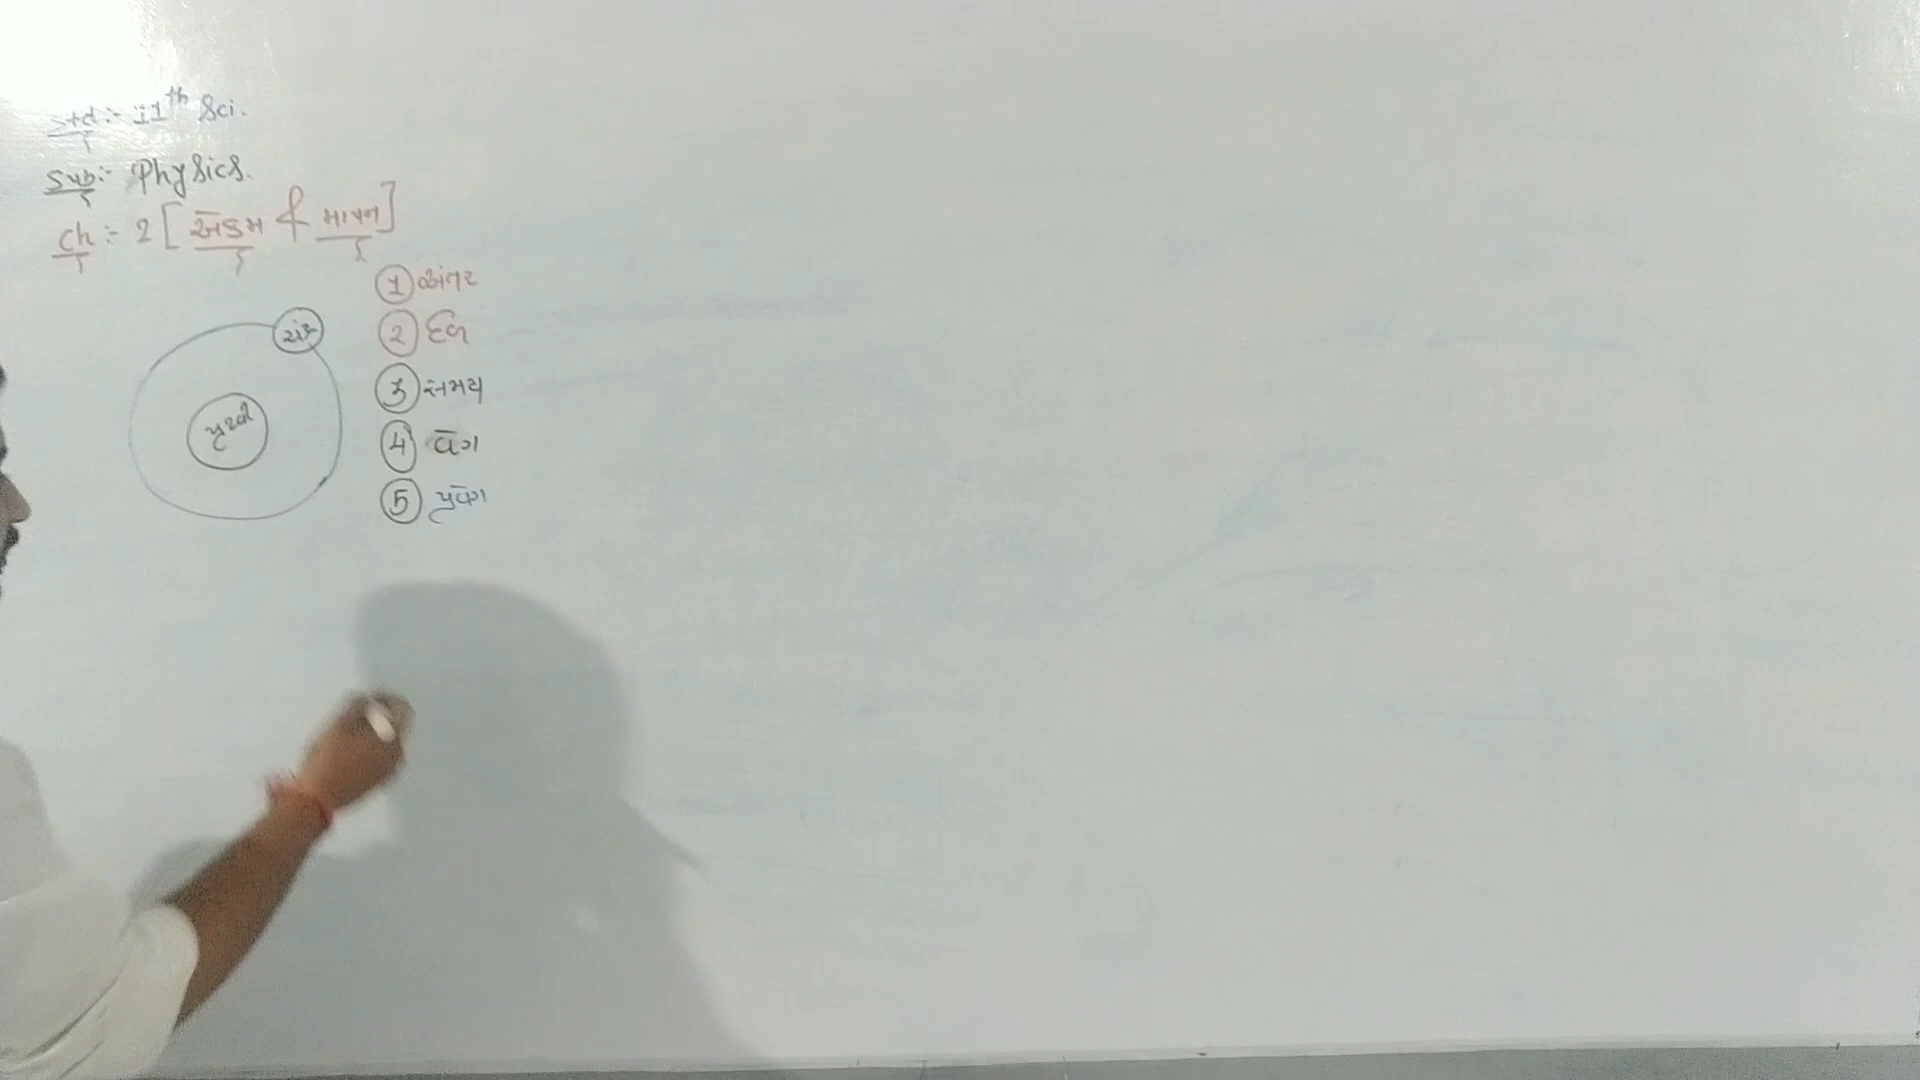 Std:- 11th Sci.
Sub:- Physics.
Ch:- 2 [એકમ & માપન]
1 અંતર
ચંદ્ર
2 દળ
3 સમય
પૃથ્વી
4 વેગ
5 પ્રવેગ